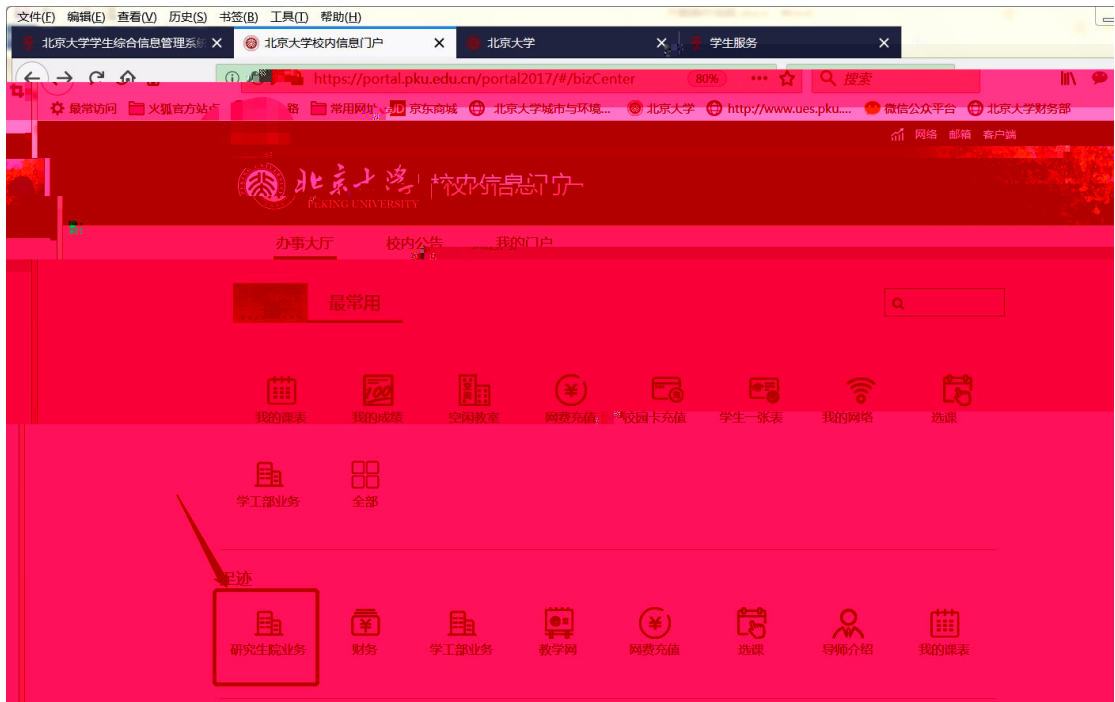 文件(F) 编辑(E) 查看(V) 历史(S) 书签(B) 工具(T) 帮助(H)
北京大学学生综合信息管理系统 北京大学校内信息门户 北京大学 学生服务
https://portal.pku.edu.cn/portal2017/#/bizCenter 80% 搜索
最常访问 火狐官方站点 常用网址 JD 京东商城 北京大学城市与环境... 北京大学 http://www.ues.pku.... 微信公众平台 北京大学财务部
网络 邮箱 客户端
北京大学 校内信息门户
PEKING UNIVERSITY
办事大厅 校内公告 我的门户
最常用
我的课表 我的成绩 空闲教室 网费充值 校园卡充值 学生一张表 我的网络 选课
学工部业务 全部
足迹
研究生院业务 财务 学工部业务 教学网 网费充值 选课 导师介绍 我的课表